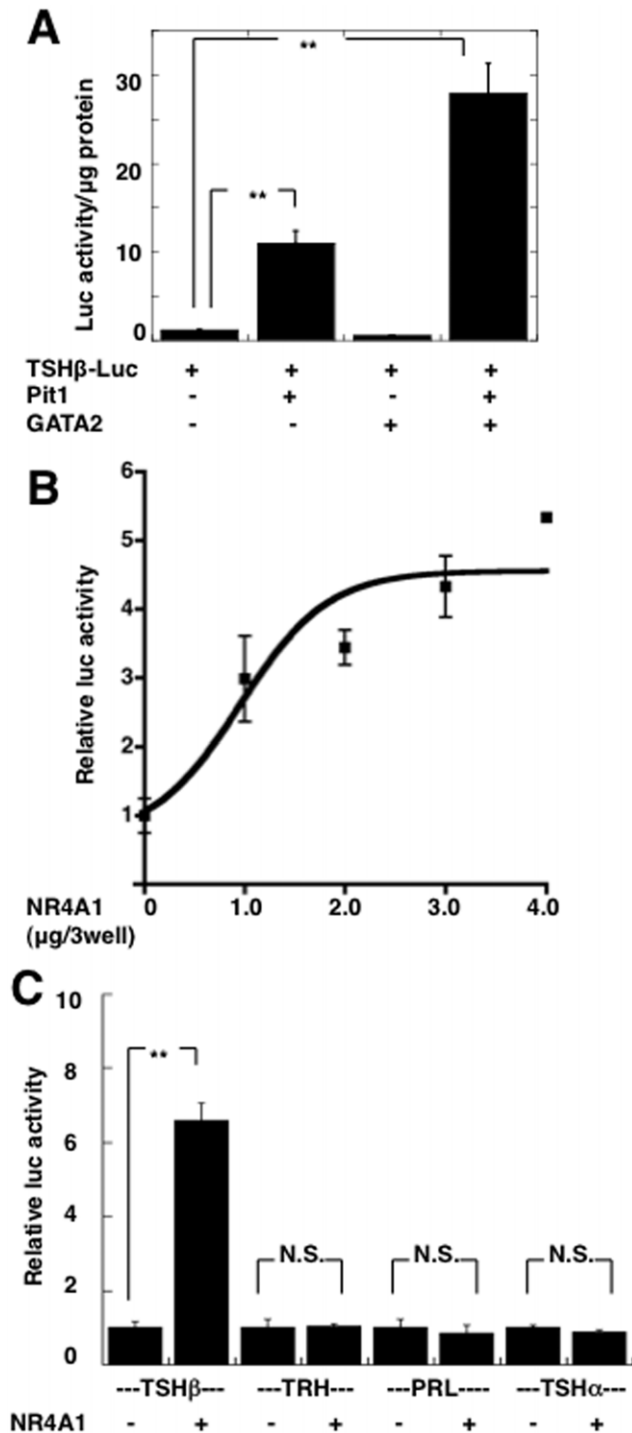 A
**
**
Luc activity/µg protein
30
20
10
0
TSHβ-Luc + + + +
Pit1 - + - +
GATA2 - - + +
B
Relative luc activity
6
5
4
3
2
1
NR4A1 0 1.0 2.0 3.0 4.0
(µg/3well)
C
Relative luc activity
10
8
6
4
2
0
**
N.S. N.S. N.S.
---TSHβ--- ---TRH--- ---PRL---- ---TSHα---
NR4A1 - + - + - + - +